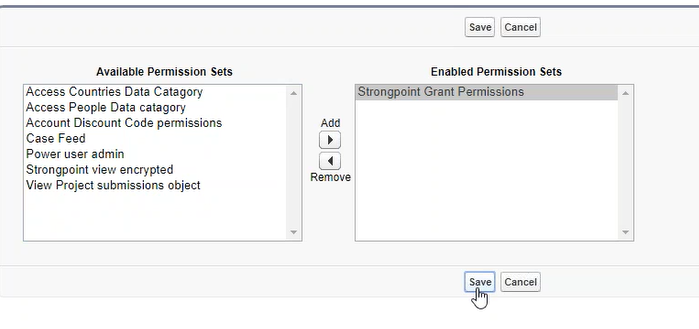 Save Cancel
Available Permission Sets
Enabled Permission Sets
Access Countries Data Catagory
Access People Data catagory
Account Discount Code permissions
Case Feed
Power user admin
Strongpoint view encrypted
View Project submissions object
Add
Remove
Strongpoint Grant Permissions
Save Cancel